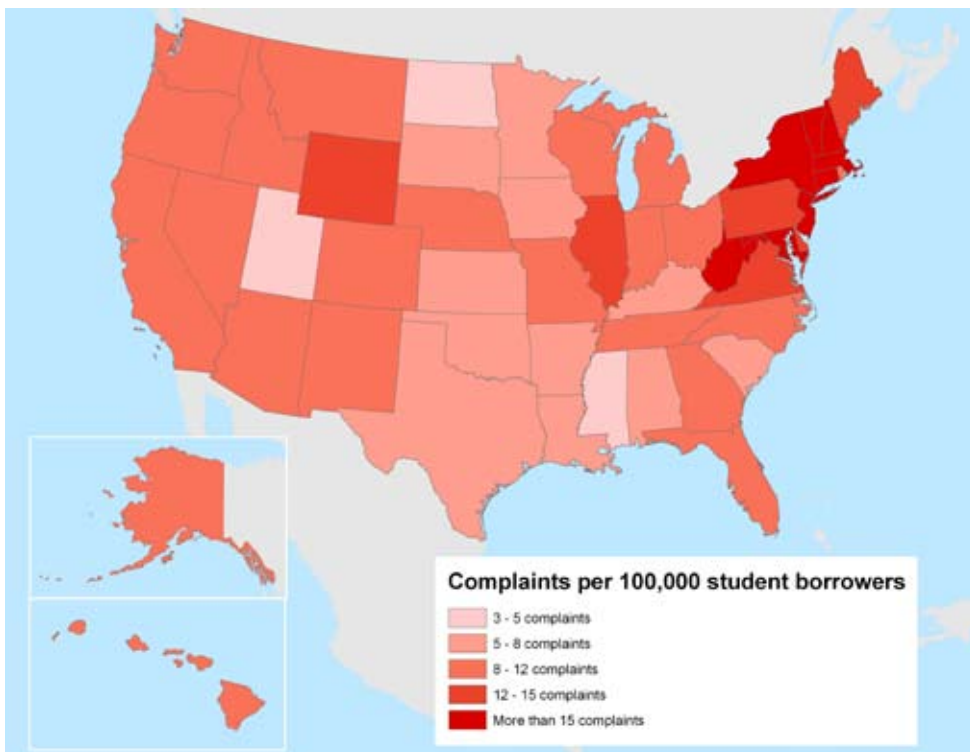 Complaints per 100,000 student borrowers
3 - 5 complaints
5 - 8 complaints
8 - 12 complaints
12 - 15 complaints
More than 15 complaints